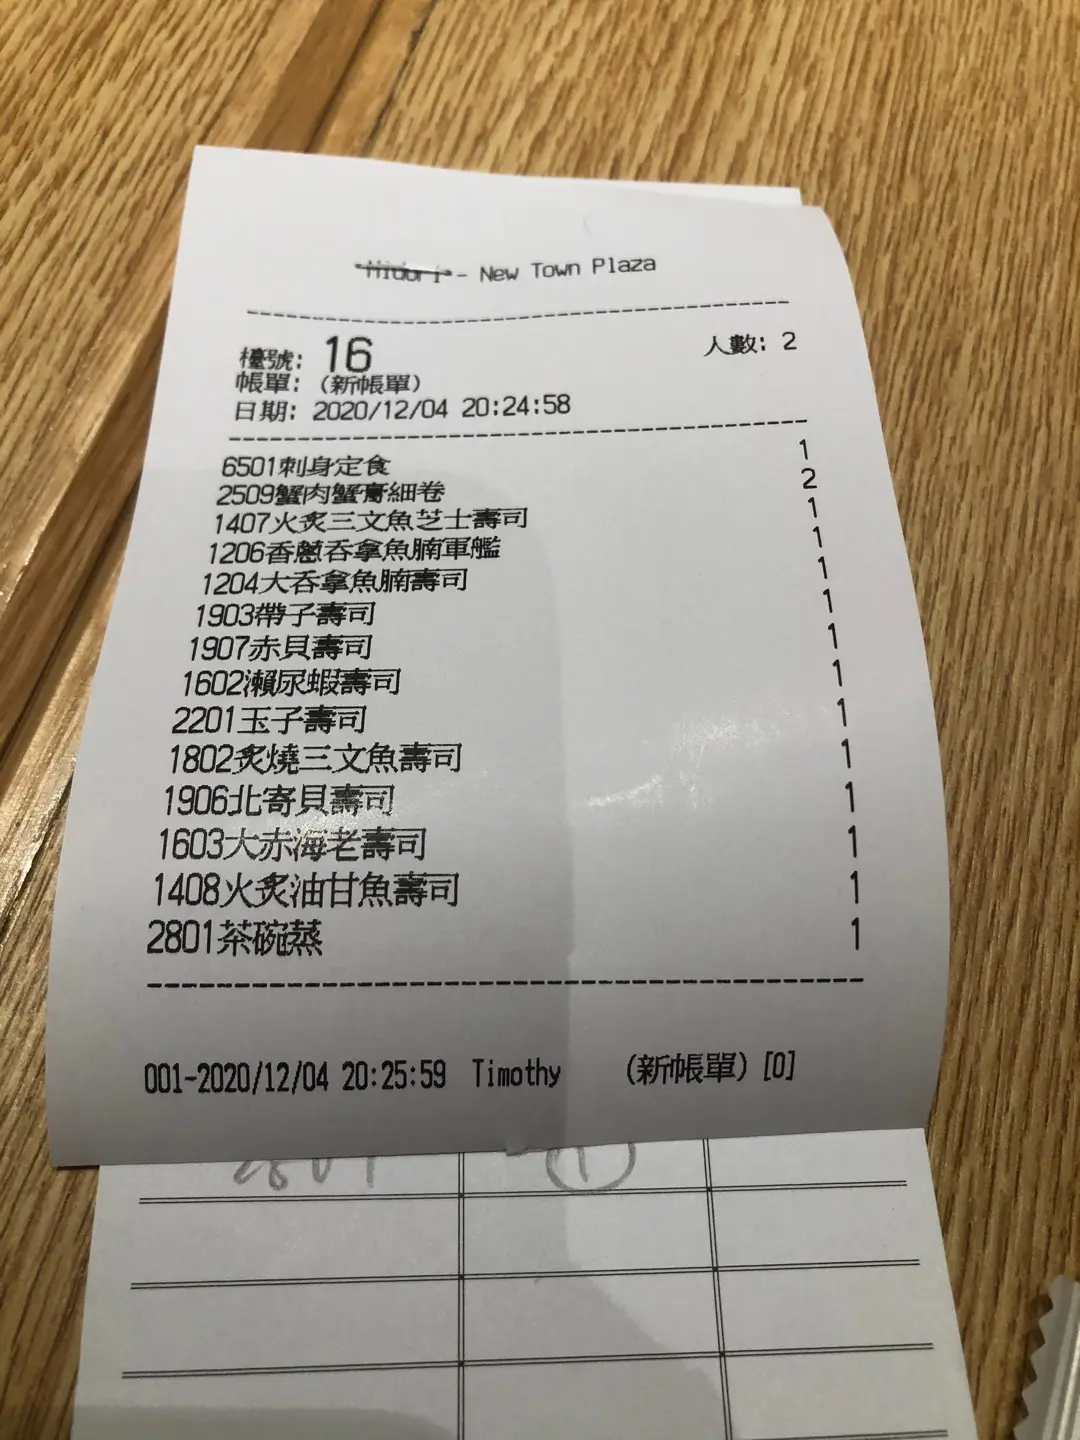 Midori - New Town Plaza
檯號: 16
人數: 2
帳單: (新帳單)
日期: 2020/12/04 20:24:58
6501刺身定食 1
2509蟹肉蟹膏細卷 2
1407火炙三文魚芝士壽司 1
1206香蔥吞拿魚腩軍艦 1
1204大吞拿魚腩壽司 1
1903帶子壽司 1
1907赤貝壽司 1
1602瀨尿蝦壽司 1
2201玉子壽司 1
1802炙燒三文魚壽司 1
1906北寄貝壽司 1
1603大赤海老壽司 1
1408火炙油甘魚壽司 1
2801茶碗蒸 1
001-2020/12/04 20:25:59 Timothy (新帳單) [0]
2801 1